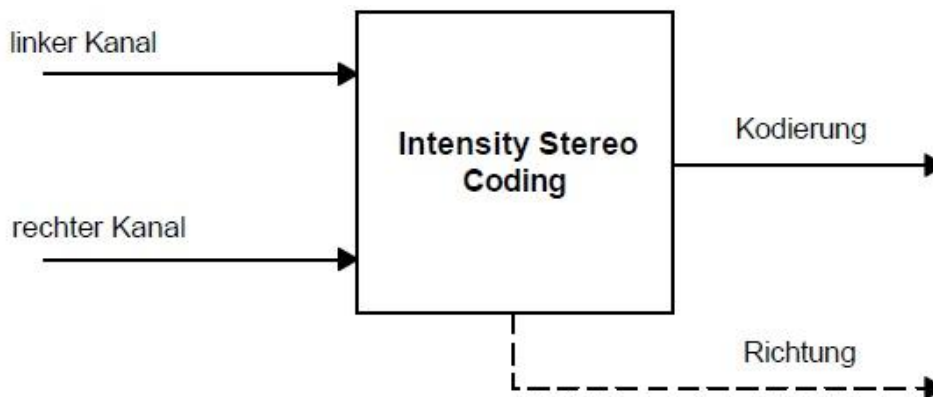 linker Kanal
Intensity Stereo
Coding
Kodierung
rechter Kanal
Richtung